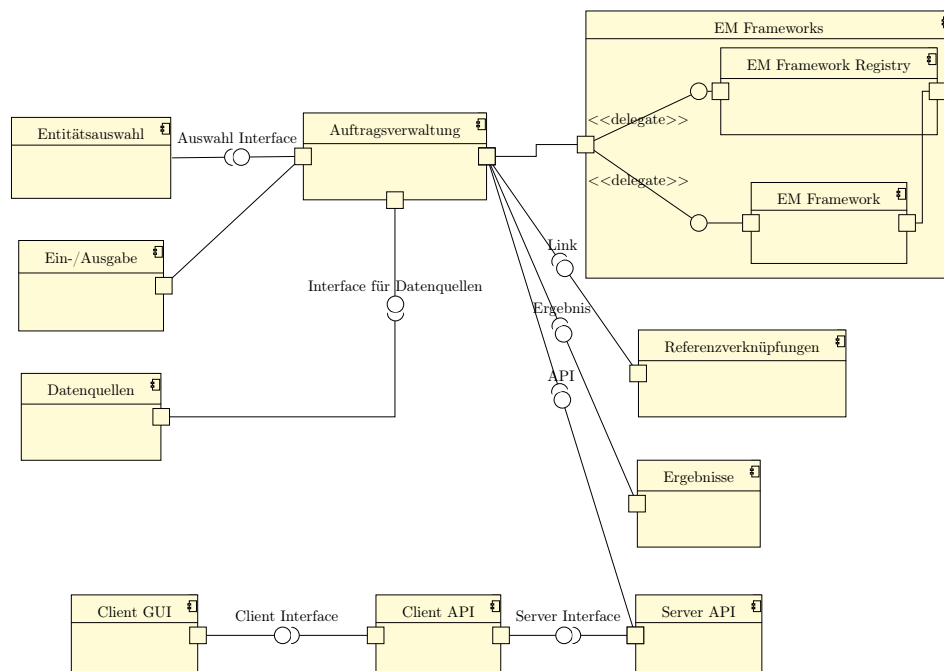 EM Frameworks
EM Framework Registry
<<delegate>>
Entitätsauswahl
Auswahl Interface
Auftragsverwaltung
<<delegate>>
EM Framework
Ein-/Ausgabe
Link
Interface für Datenquellen
Ergebnis
Referenzverknüpfungen
API
Datenquellen
Ergebnisse
Client GUI
Client Interface
Client API
Server Interface
Server API